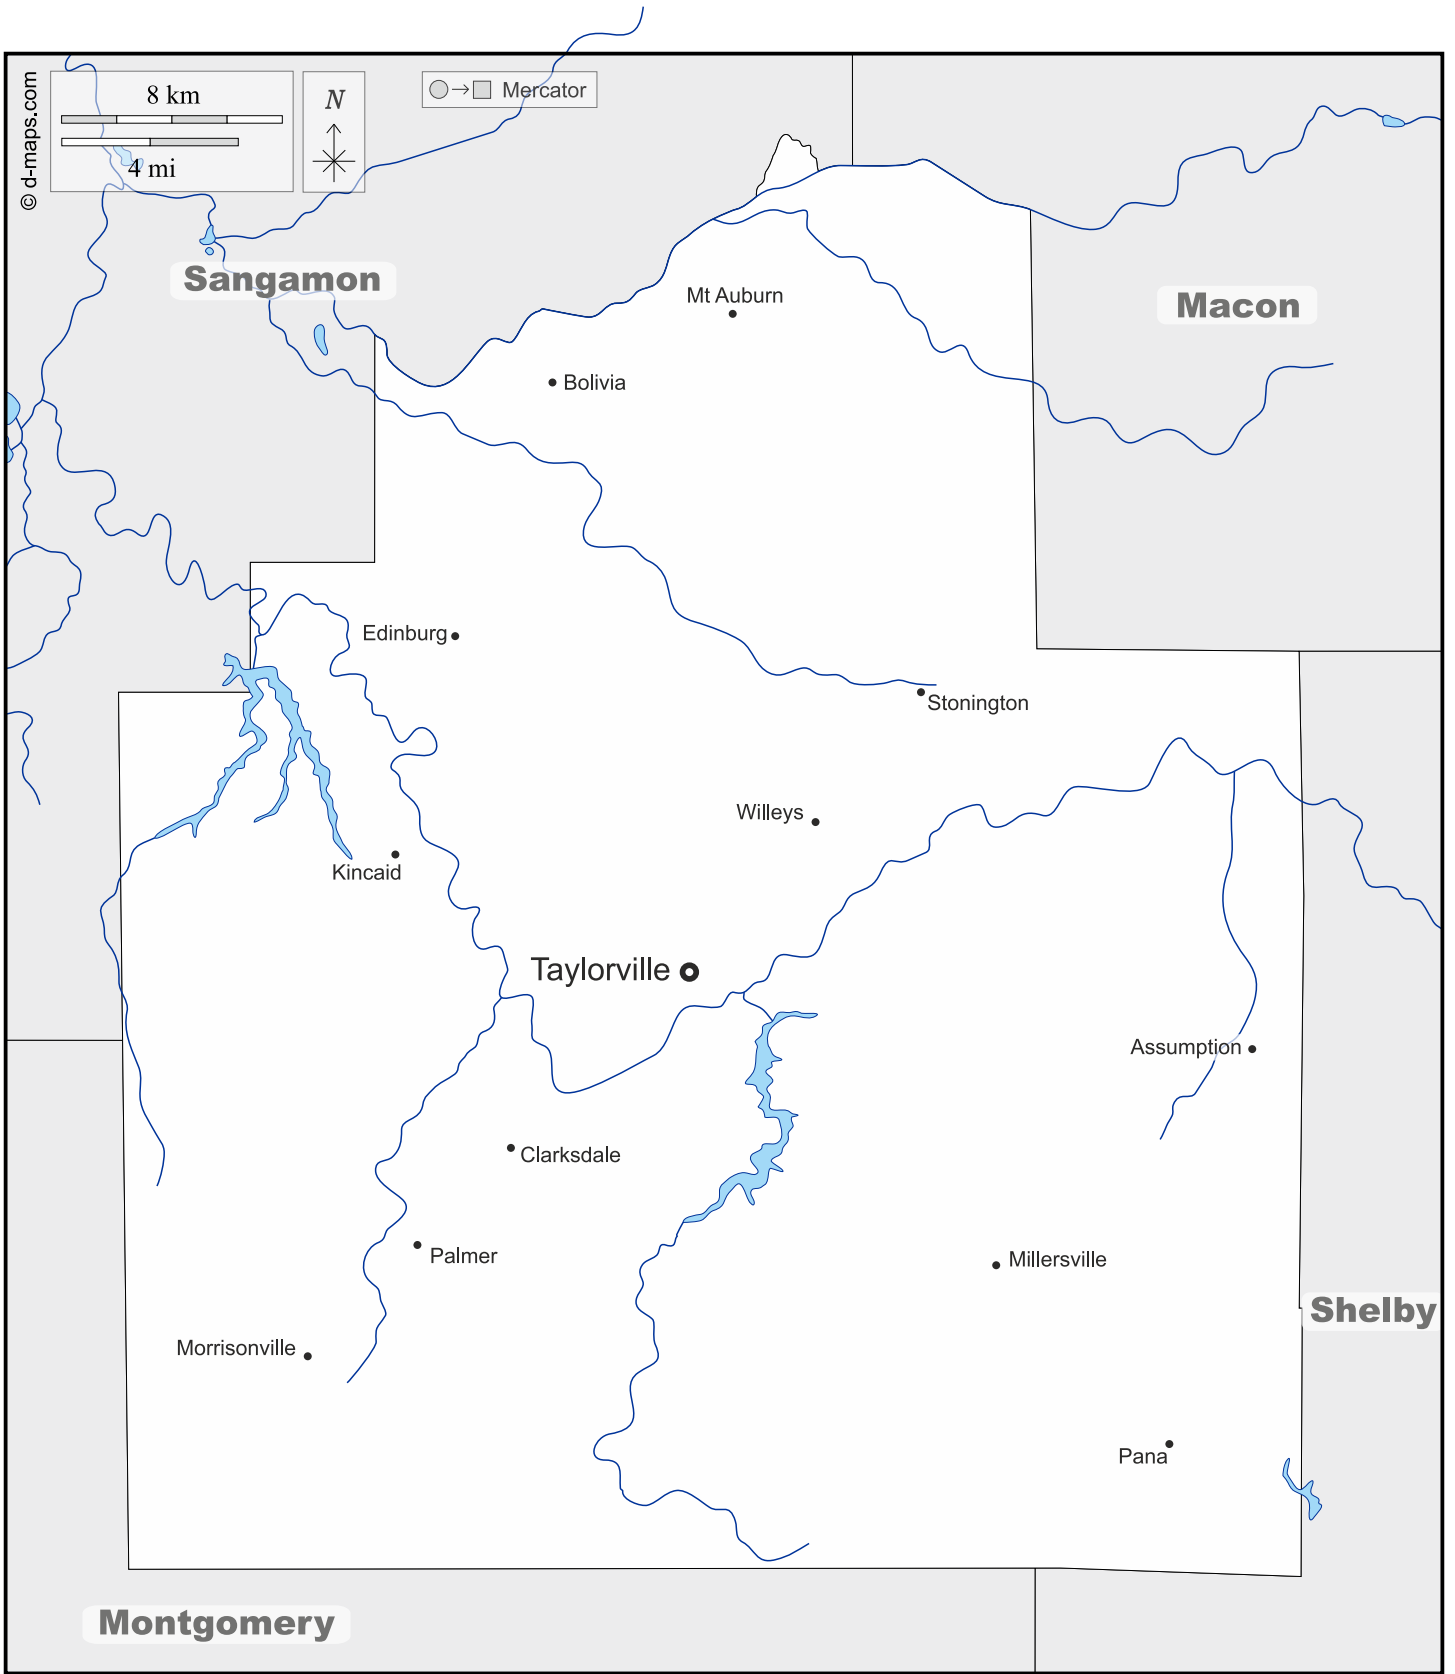 © d-maps.com
8 km
4 mi
N
Mercator
Sangamon
Macon
Mt Auburn
Bolivia
Edinburg
Stonington
Willeys
Kincaid
Taylorville
Assumption
Clarksdale
Palmer
Millersville
Shelby
Morrisonville
Pana
Montgomery